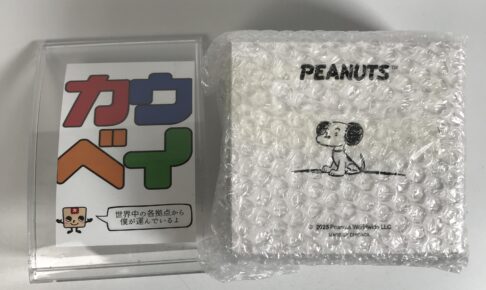 カウ
ベイ
世界中の各拠点から
僕が運んでいるよ
PEANUTS™
© 2025 Peanuts Worldwide LLC